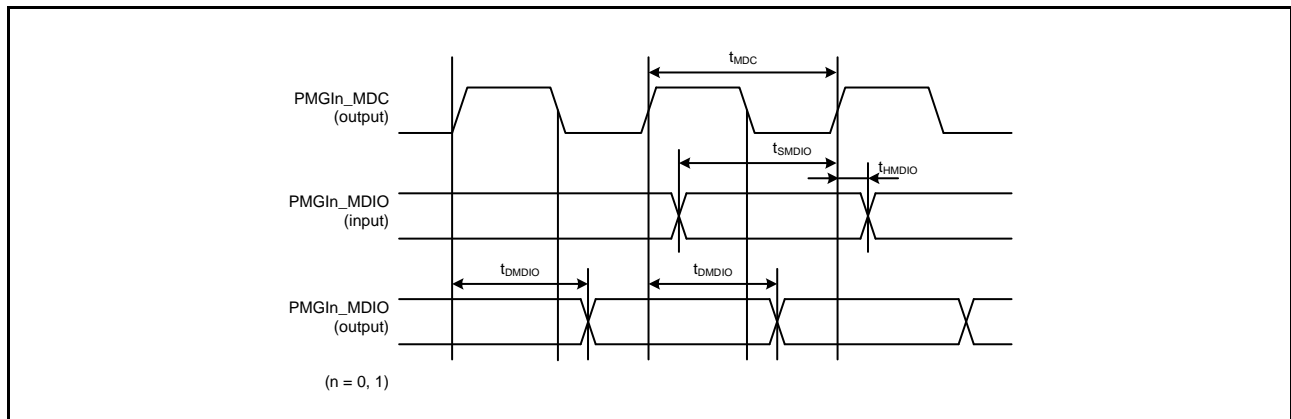 tMDC
PMGIn_MDC
(output)
tSMDIO
tHMDIO
PMGIn_MDIO
(input)
tDMDIO tDMDIO
PMGIn_MDIO
(output)
(n = 0, 1)